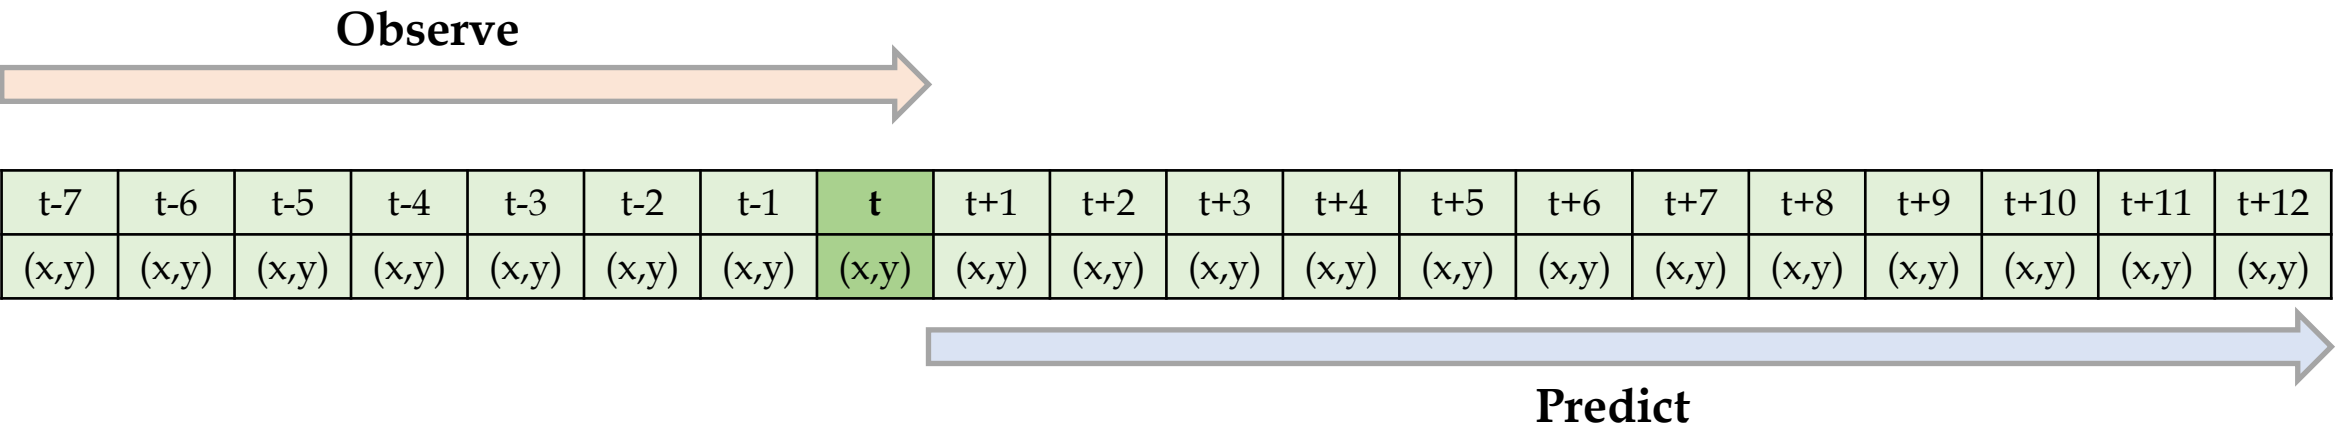 Observe
t-7 t-6 t-5 t-4 t-3 t-2 t-1 t t+1 t+2 t+3 t+4 t+5 t+6 t+7 t+8 t+9 t+10 t+11 t+12
(x,y) (x,y) (x,y) (x,y) (x,y) (x,y) (x,y) (x,y) (x,y) (x,y) (x,y) (x,y) (x,y) (x,y) (x,y) (x,y) (x,y) (x,y) (x,y) (x,y)
Predict